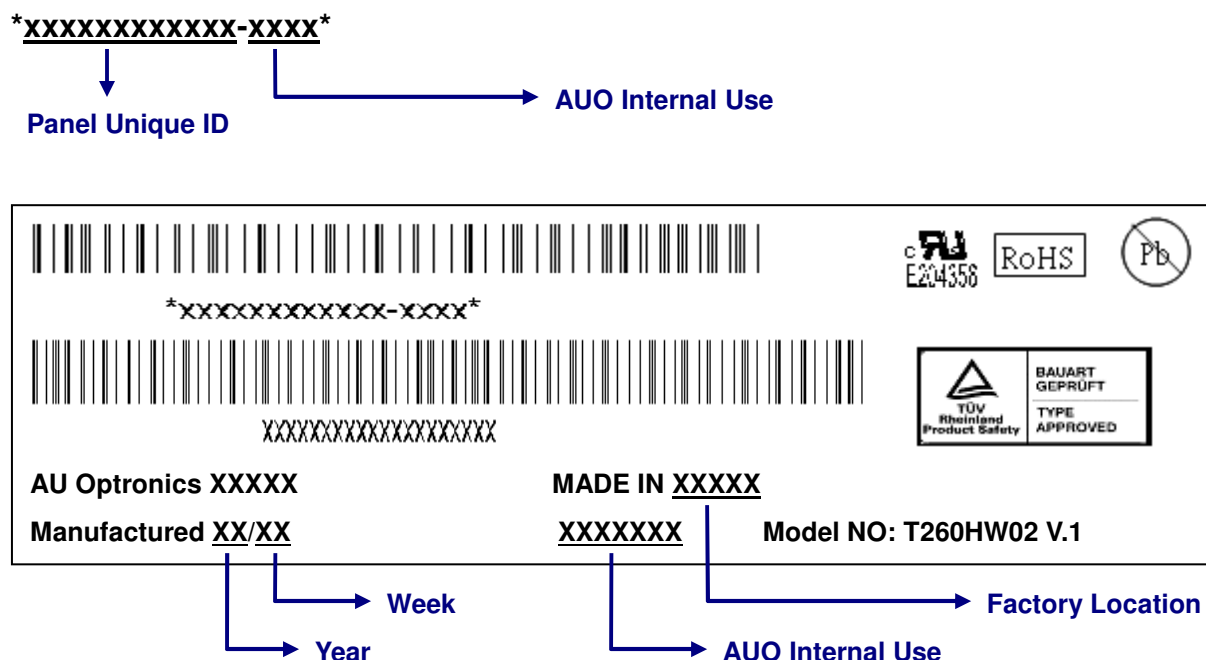 *xxxxxxxxxxxx-xxxx*
AUO Internal Use
Panel Unique ID
c RU us
E204358
RoHS
Pb
*xxxxxxxxxxxx-xxxx*
XXXXXXXXXXXXXXXXXXXX
TÜV
Rheinland
Product Safety
BAUART
GEPRÜFT
TYPE
APPROVED
AU Optronics XXXXX
MADE IN XXXXX
Manufactured XX/XX
XXXXXXX
Model NO: T260HW02 V.1
Week
Factory Location
Year
AUO Internal Use